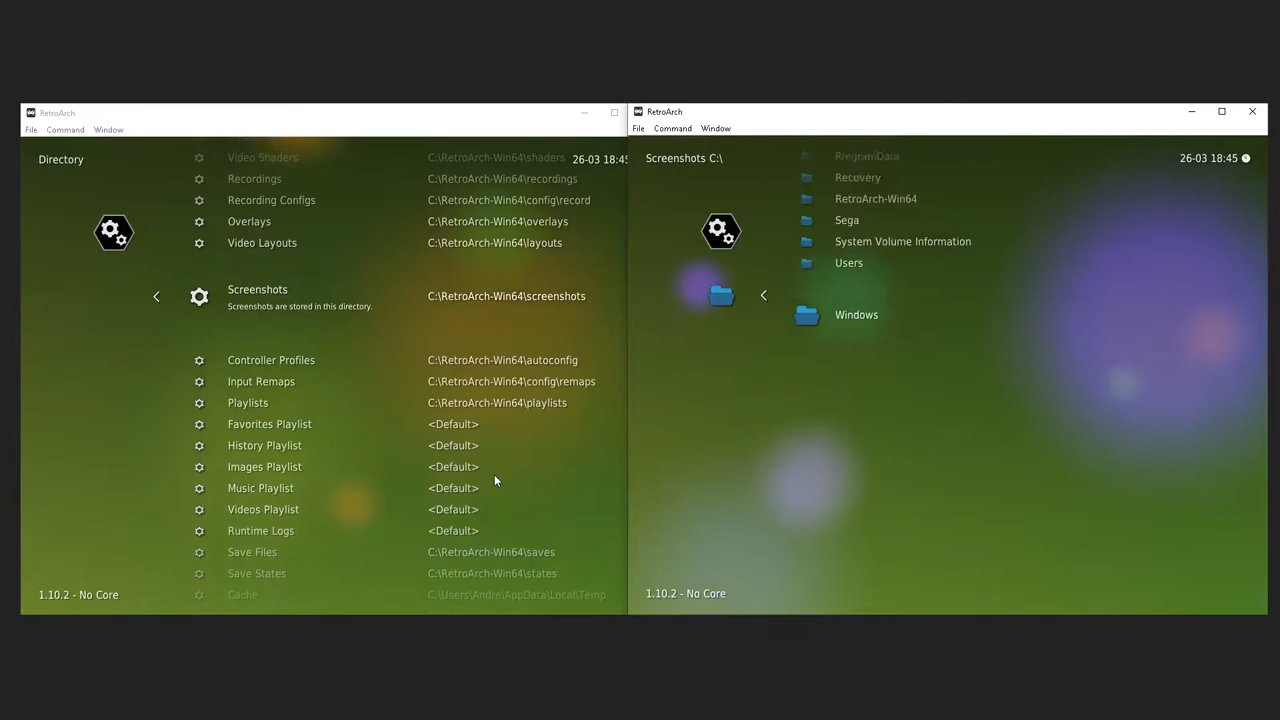 RetroArch
File Command Window
Directory 26-03 18:45
Video Shaders C:\RetroArch-Win64\shaders
Recordings C:\RetroArch-Win64\recordings
Recording Configs C:\RetroArch-Win64\config\record
Overlays C:\RetroArch-Win64\overlays
Video Layouts C:\RetroArch-Win64\layouts
Screenshots C:\RetroArch-Win64\screenshots
Screenshots are stored in this directory.
Controller Profiles C:\RetroArch-Win64\autoconfig
Input Remaps C:\RetroArch-Win64\config\remaps
Playlists C:\RetroArch-Win64\playlists
Favorites Playlist <Default>
History Playlist <Default>
Images Playlist <Default>
Music Playlist <Default>
Videos Playlist <Default>
Runtime Logs <Default>
Save Files C:\RetroArch-Win64\saves
Save States C:\RetroArch-Win64\states
Cache C:\Users\Andre\AppData\Local\Temp
1.10.2 - No Core
RetroArch
File Command Window
Screenshots C:\ 26-03 18:45
ProgramData
Recovery
RetroArch-Win64
Sega
System Volume Information
Users
Windows
1.10.2 - No Core